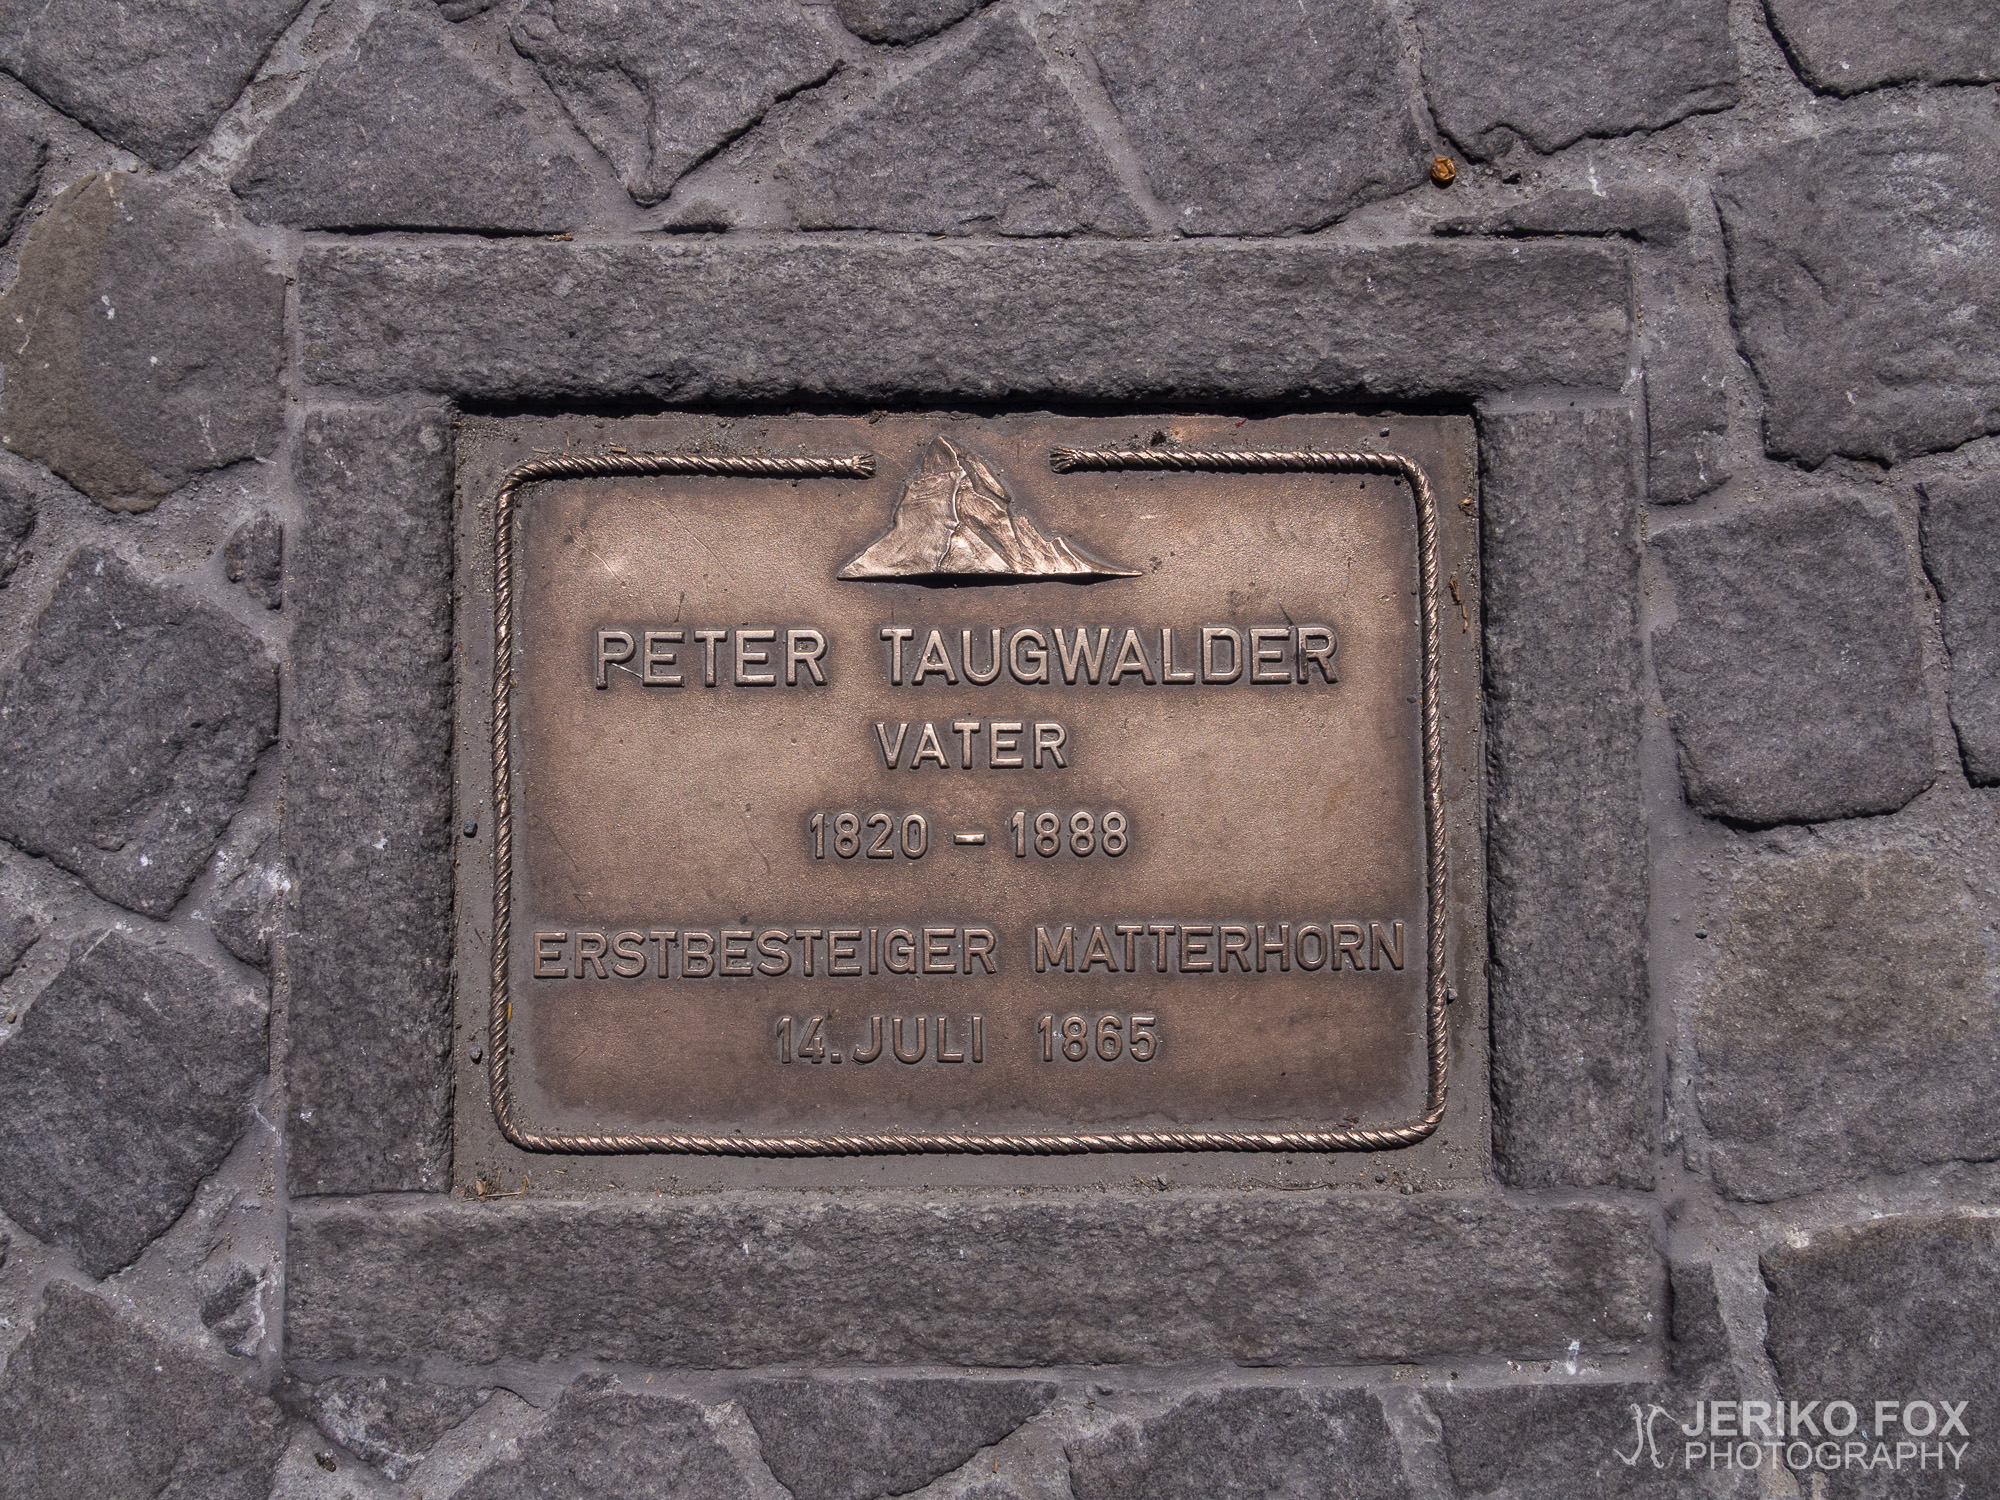 PETER TAUGWALDER
VATER
1820 – 1888
ERSTBESTEIGER MATTERHORN
14. JULI 1865
JERIKO FOX
PHOTOGRAPHY